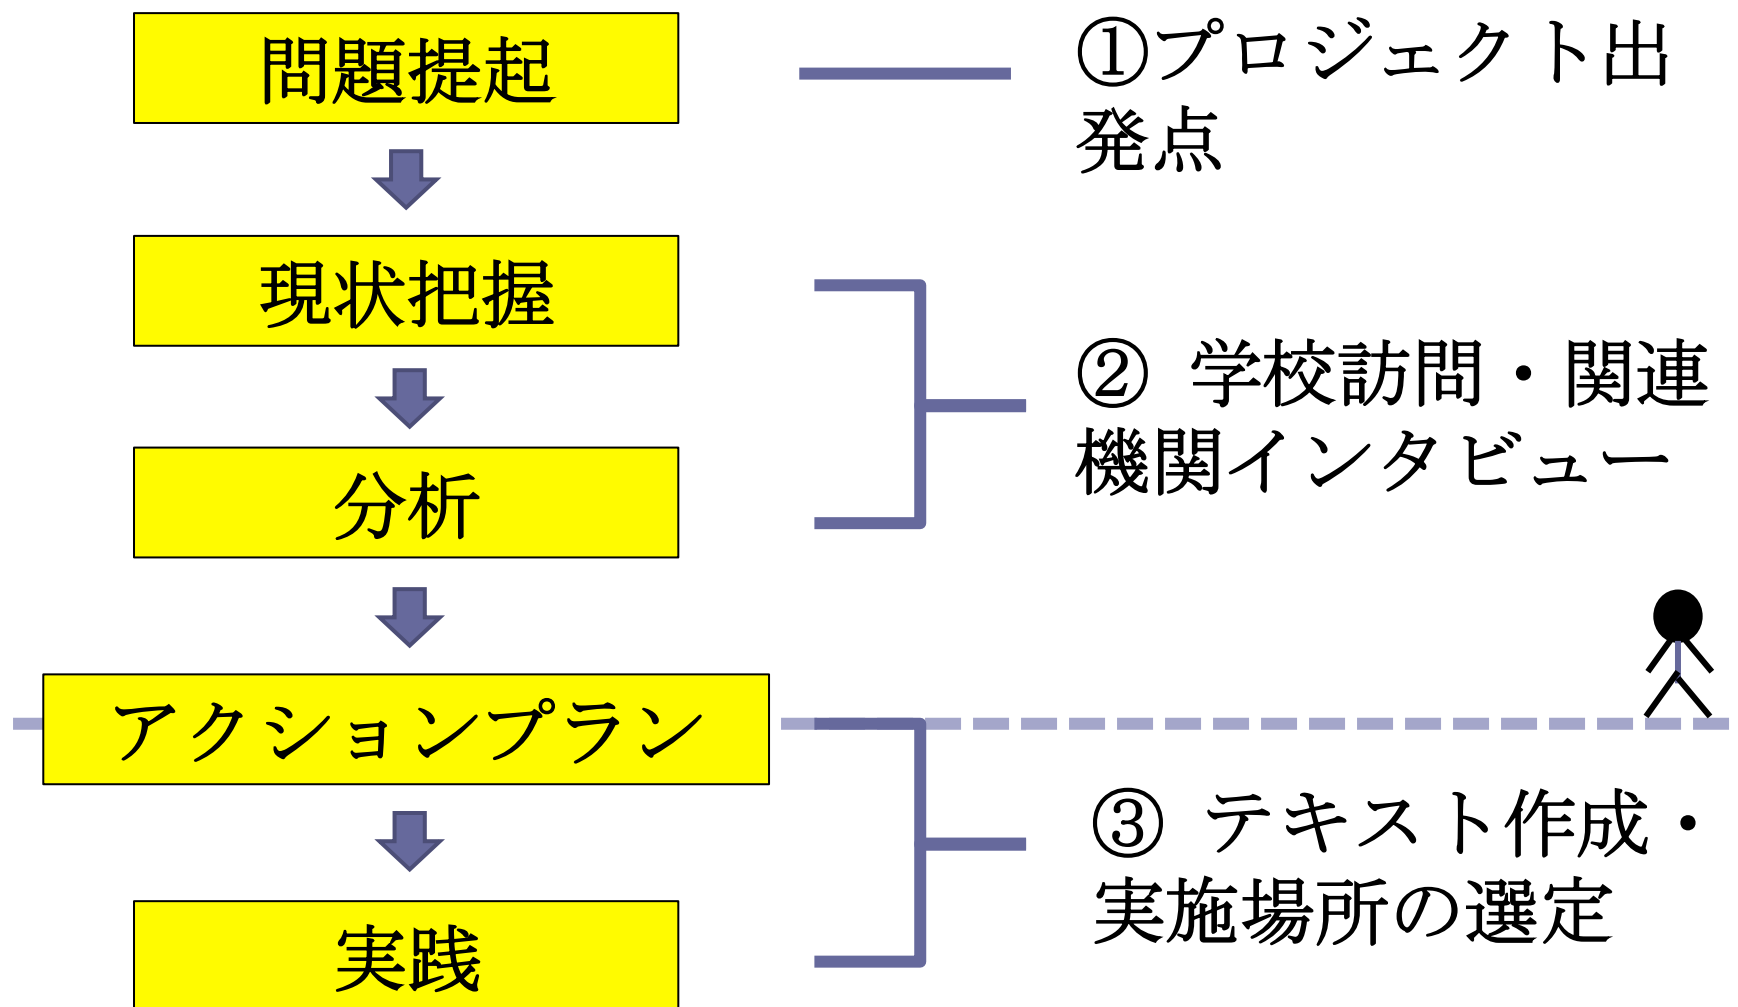 問題提起
①プロジェクト出
発点
現状把握
② 学校訪問・関連
機関インタビュー
分析
アクションプラン
③ テキスト作成・
実施場所の選定
実践